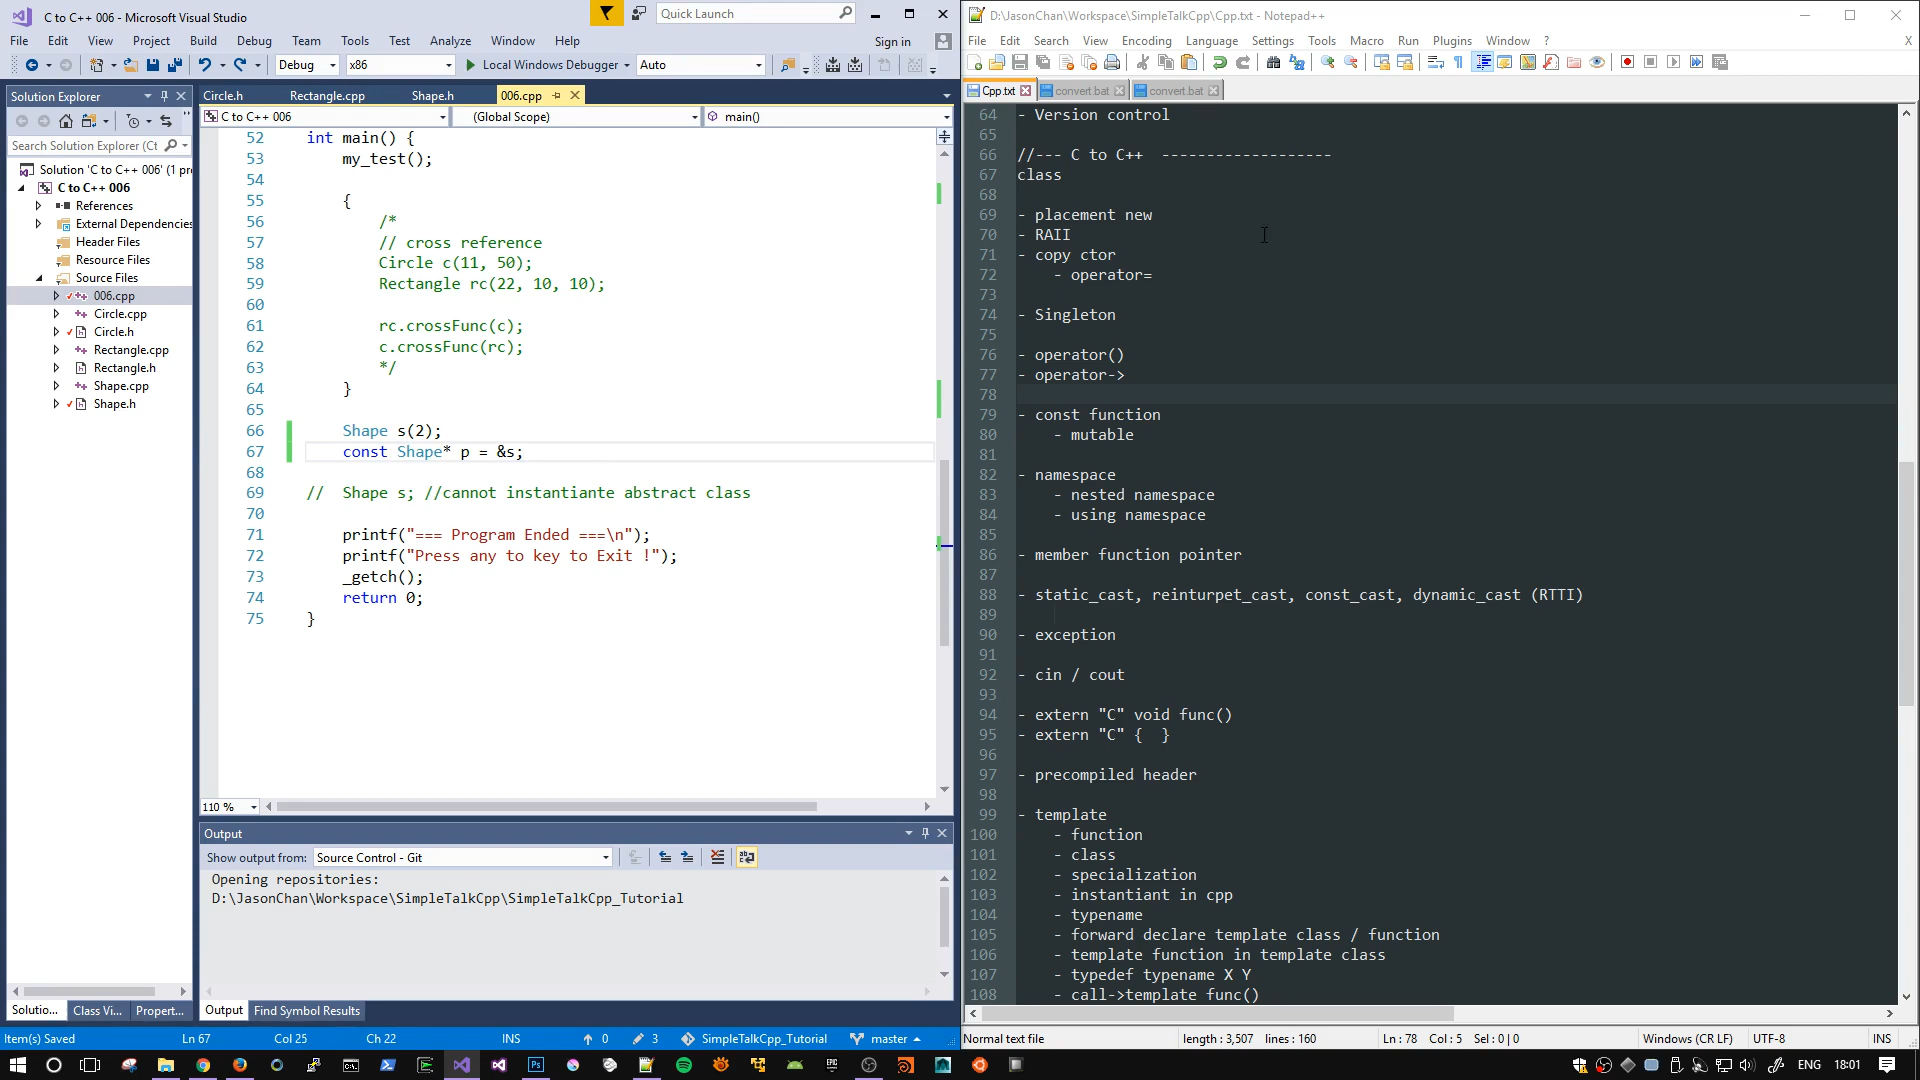 C to C++ 006 - Microsoft Visual Studio
Quick Launch
File Edit View Project Build Debug Team Tools Test Analyze Window Help
Sign in
Debug x86 Local Windows Debugger Auto
Solution Explorer
Search Solution Explorer (Ct
Solution 'C to C++ 006' (1 pr
C to C++ 006
References
External Dependencies
Header Files
Resource Files
Source Files
006.cpp
Circle.cpp
Circle.h
Rectangle.cpp
Rectangle.h
Shape.cpp
Shape.h
Solutio... Class Vi... Propert...
Circle.h Rectangle.cpp Shape.h 006.cpp
C to C++ 006 (Global Scope) main()
52 int main() {
53 my_test();
54
55 {
56 /*
57 // cross reference
58 Circle c(11, 50);
59 Rectangle rc(22, 10, 10);
60
61 rc.crossFunc(c);
62 c.crossFunc(rc);
63 */
64 }
65
66 Shape s(2);
67 const Shape* p = &s;
68
69 // Shape s; //cannot instantiante abstract class
70
71 printf("=== Program Ended ===\n");
72 printf("Press any to key to Exit !");
73 _getch();
74 return 0;
75 }
110 %
Output
Show output from: Source Control - Git
Opening repositories:
D:\JasonChan\Workspace\SimpleTalkCpp\SimpleTalkCpp_Tutorial
Output Find Symbol Results
Item(s) Saved Ln 67 Col 25 Ch 22 INS 0 3 SimpleTalkCpp_Tutorial master
D:\JasonChan\Workspace\SimpleTalkCpp\Cpp.txt - Notepad++
File Edit Search View Encoding Language Settings Tools Macro Run Plugins Window ? X
Cpp.txt convert.bat convert.bat
64 - Version control
65
66 //--- C to C++ -------------------
67 class
68
69 - placement new
70 - RAII
71 - copy ctor
72 - operator=
73
74 - Singleton
75
76 - operator()
77 - operator->
78
79 - const function
80 - mutable
81
82 - namespace
83 - nested namespace
84 - using namespace
85
86 - member function pointer
87
88 - static_cast, reinturpet_cast, const_cast, dynamic_cast (RTTI)
89
90 - exception
91
92 - cin / cout
93
94 - extern "C" void func()
95 - extern "C" { }
96
97 - precompiled header
98
99 - template
100 - function
101 - class
102 - specialization
103 - instantiant in cpp
104 - typename
105 - forward declare template class / function
106 - template function in template class
107 - typedef typename X Y
108 - call->template func()
Normal text file length : 3,507 lines : 160 Ln : 78 Col : 5 Sel : 0 | 0 Windows (CR LF) UTF-8 INS
ENG 18:01